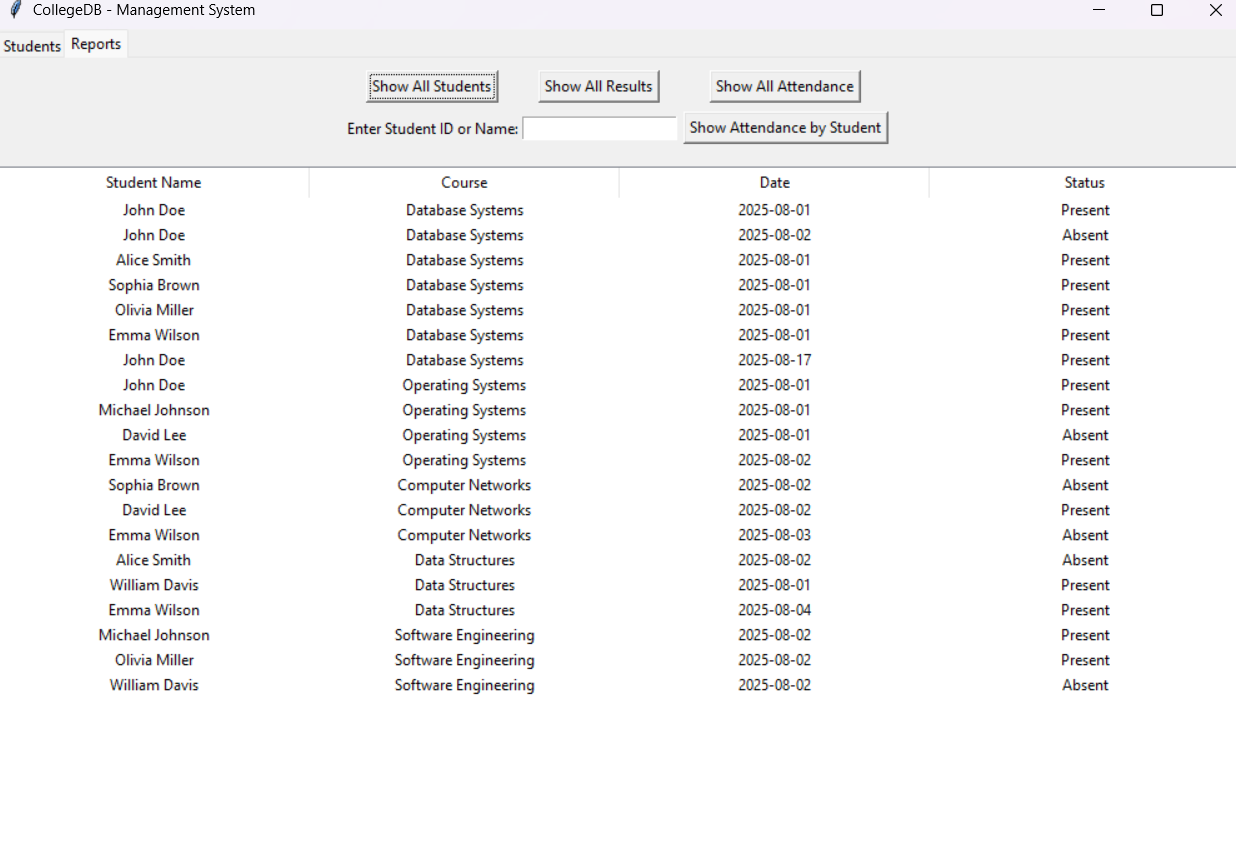 CollegeDB - Management System
Students Reports
Show All Students Show All Results Show All Attendance
Enter Student ID or Name: Show Attendance by Student
Student Name Course Date Status
John Doe Database Systems 2025-08-01 Present
John Doe Database Systems 2025-08-02 Absent
Alice Smith Database Systems 2025-08-01 Present
Sophia Brown Database Systems 2025-08-01 Present
Olivia Miller Database Systems 2025-08-01 Present
Emma Wilson Database Systems 2025-08-01 Present
John Doe Database Systems 2025-08-17 Present
John Doe Operating Systems 2025-08-01 Present
Michael Johnson Operating Systems 2025-08-01 Present
David Lee Operating Systems 2025-08-01 Absent
Emma Wilson Operating Systems 2025-08-02 Present
Sophia Brown Computer Networks 2025-08-02 Absent
David Lee Computer Networks 2025-08-02 Present
Emma Wilson Computer Networks 2025-08-03 Absent
Alice Smith Data Structures 2025-08-02 Absent
William Davis Data Structures 2025-08-01 Present
Emma Wilson Data Structures 2025-08-04 Present
Michael Johnson Software Engineering 2025-08-02 Present
Olivia Miller Software Engineering 2025-08-02 Present
William Davis Software Engineering 2025-08-02 Absent